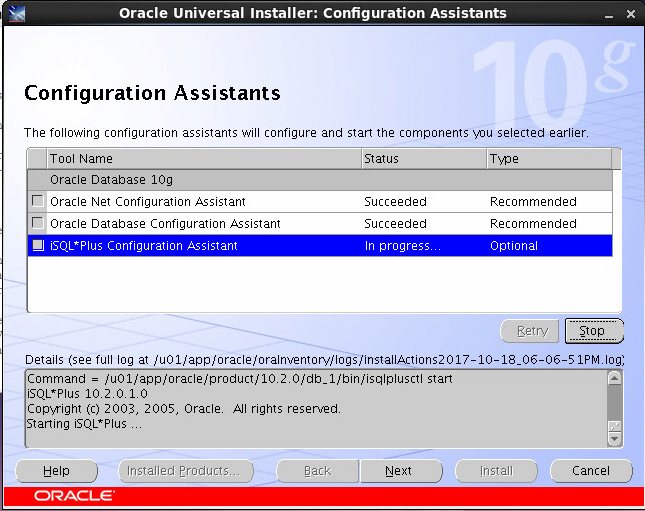 Oracle Universal Installer: Configuration Assistants
10g
Configuration Assistants
The following configuration assistants will configure and start the components you selected earlier.
Tool Name Status Type
Oracle Database 10g
Oracle Net Configuration Assistant Succeeded Recommended
Oracle Database Configuration Assistant Succeeded Recommended
iSQL*Plus Configuration Assistant In progress... Optional
Retry Stop
Details (see full log at /u01/app/oracle/oraInventory/logs/installActions2017-10-18_06-06-51PM.log)
Command = /u01/app/oracle/product/10.2.0/db_1/bin/isqlplusctl start
iSQL*Plus 10.2.0.1.0
Copyright (c) 2003, 2005, Oracle.  All rights reserved.
Starting iSQL*Plus ...
Help Installed Products... Back Next Install Cancel
ORACLE